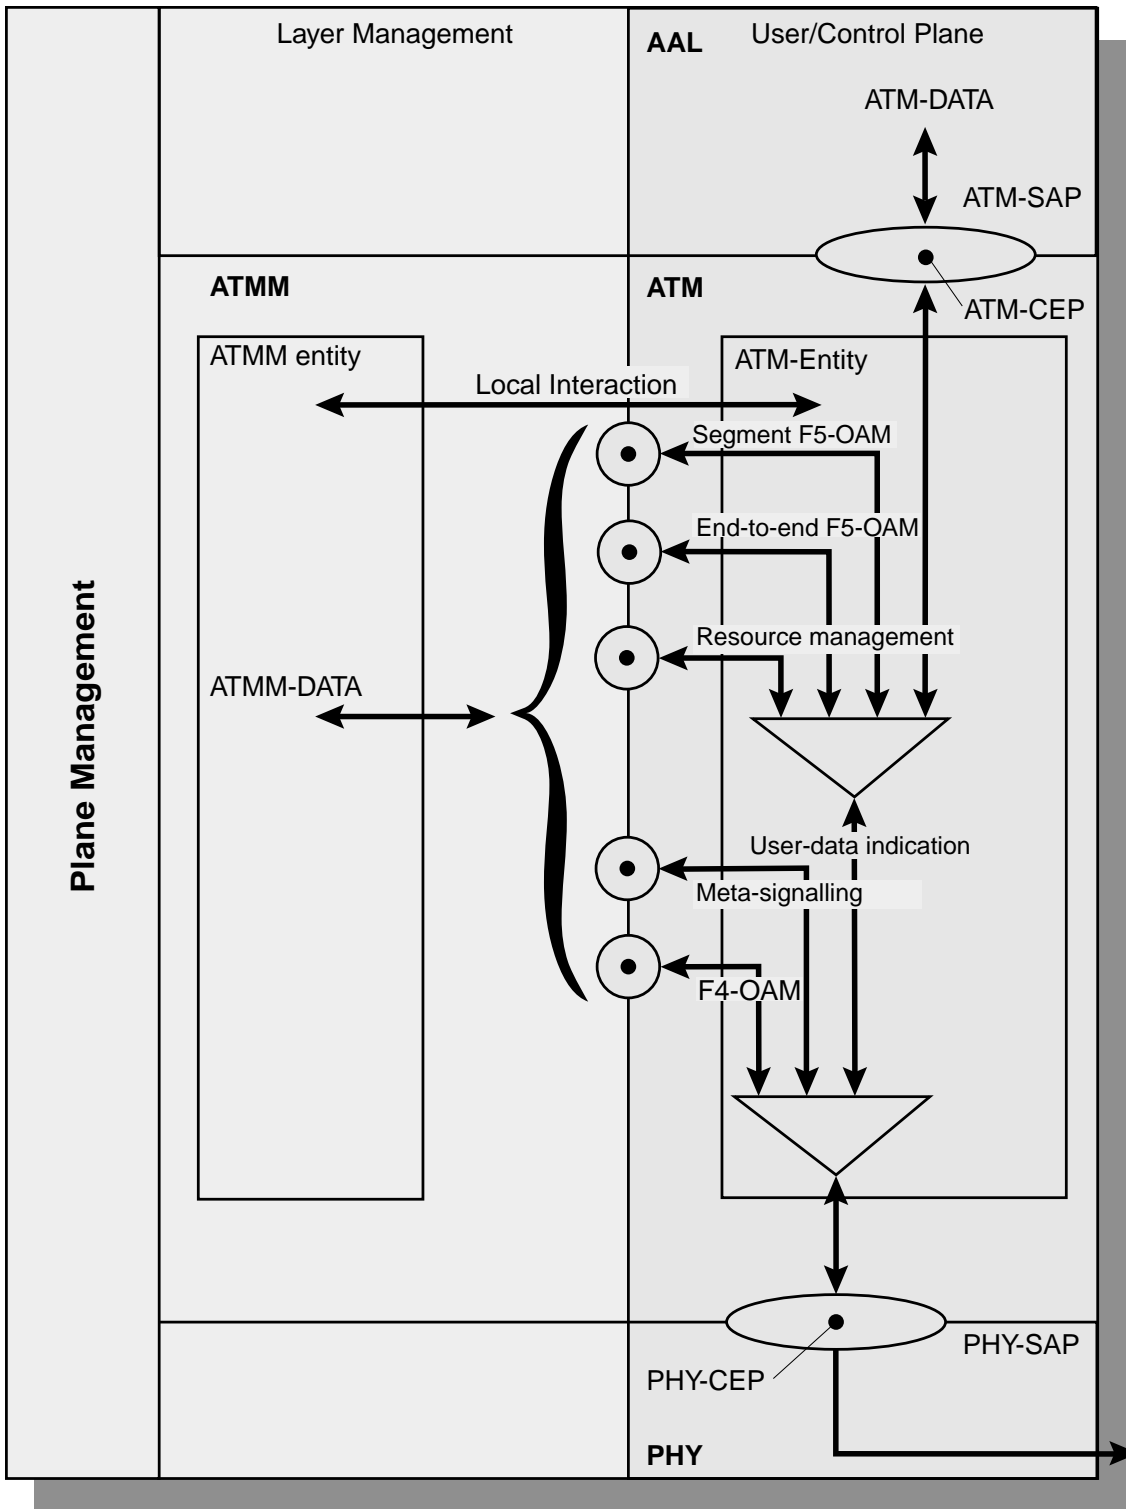 Layer Management
AAL
User/Control Plane
ATM-DATA
ATM-SAP
ATMM
ATM
ATM-CEP
ATMM entity
ATM-Entity
Local Interaction
Segment F5-OAM
End-to-end F5-OAM
Resource management
ATMM-DATA
Plane Management
User-data indication
Meta-signalling
F4-OAM
PHY-SAP
PHY-CEP
PHY